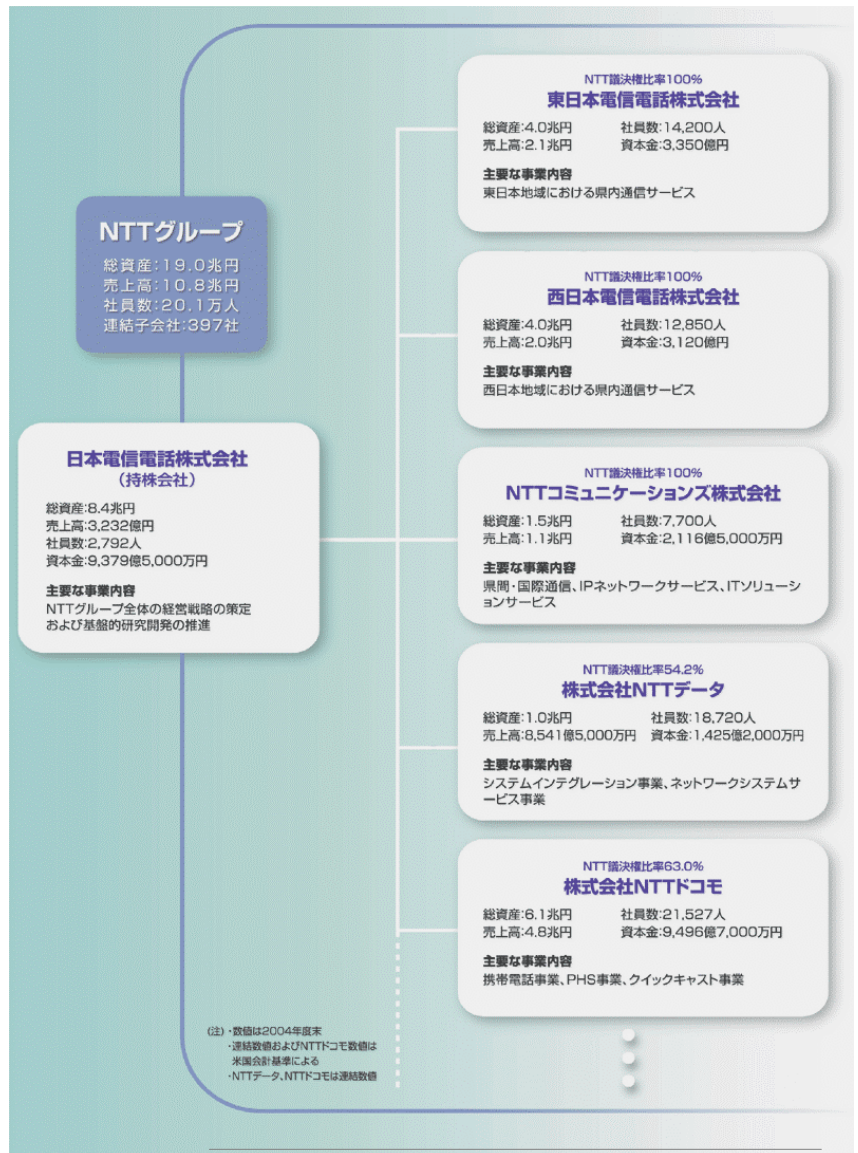 NTTグループ
総資産:19.0兆円
売上高:10.8兆円
社員数:20.1万人
連結子会社:397社
日本電信電話株式会社
（持株会社）
総資産:8.4兆円
売上高:3,232億円
社員数:2,792人
資本金:9,379億5,000万円
主要な事業内容
NTTグループ全体の経営戦略の策定
および基盤的研究開発の推進
NTT議決権比率100%
東日本電信電話株式会社
総資産:4.0兆円 社員数:14,200人
売上高:2.1兆円 資本金:3,350億円
主要な事業内容
東日本地域における県内通信サービス
NTT議決権比率100%
西日本電信電話株式会社
総資産:4.0兆円 社員数:12,850人
売上高:2.0兆円 資本金:3,120億円
主要な事業内容
西日本地域における県内通信サービス
NTT議決権比率100%
NTTコミュニケーションズ株式会社
総資産:1.5兆円 社員数:7,700人
売上高:1.1兆円 資本金:2,116億5,000万円
主要な事業内容
県間・国際通信、IPネットワークサービス、ITソリューシ
ョンサービス
NTT議決権比率54.2%
株式会社NTTデータ
総資産:1.0兆円 社員数:18,720人
売上高:8,541億5,000万円 資本金:1,425億2,000万円
主要な事業内容
システムインテグレーション事業、ネットワークシステムサ
ービス事業
NTT議決権比率63.0%
株式会社NTTドコモ
総資産:6.1兆円 社員数:21,527人
売上高:4.8兆円 資本金:9,496億7,000万円
主要な事業内容
携帯電話事業、PHS事業、クイックキャスト事業
（注）・数値は2004年度末
・連結数値およびNTTドコモ数値は
米国会計基準による
・NTTデータ、NTTドコモは連結数値